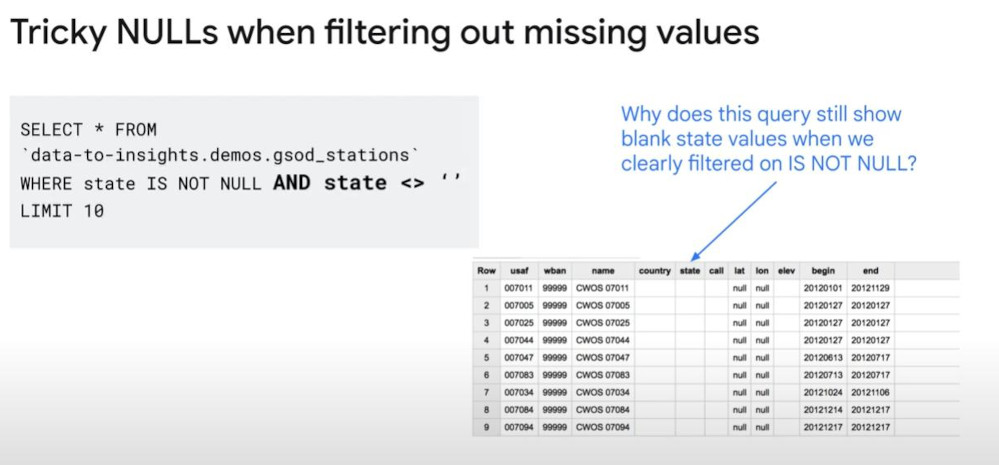 Tricky NULLs when filtering out missing values
SELECT * FROM
`data-to-insights.demos.gsod_stations`
WHERE state IS NOT NULL AND state <> ‘’
LIMIT 10
Why does this query still show
blank state values when we
clearly filtered on IS NOT NULL?
Row usaf wban name country state call lat lon elev begin end
1 007011 99999 CWOS 07011 null null 20120101 20121129
2 007005 99999 CWOS 07005 null null 20120127 20120127
3 007025 99999 CWOS 07025 null null 20120127 20120127
4 007044 99999 CWOS 07044 null null 20120127 20120127
5 007047 99999 CWOS 07047 null null 20120613 20120717
6 007083 99999 CWOS 07083 null null 20120713 20120717
7 007034 99999 CWOS 07034 null null 20121024 20121106
8 007084 99999 CWOS 07084 null null 20121214 20121217
9 007094 99999 CWOS 07094 null null 20121217 20121217